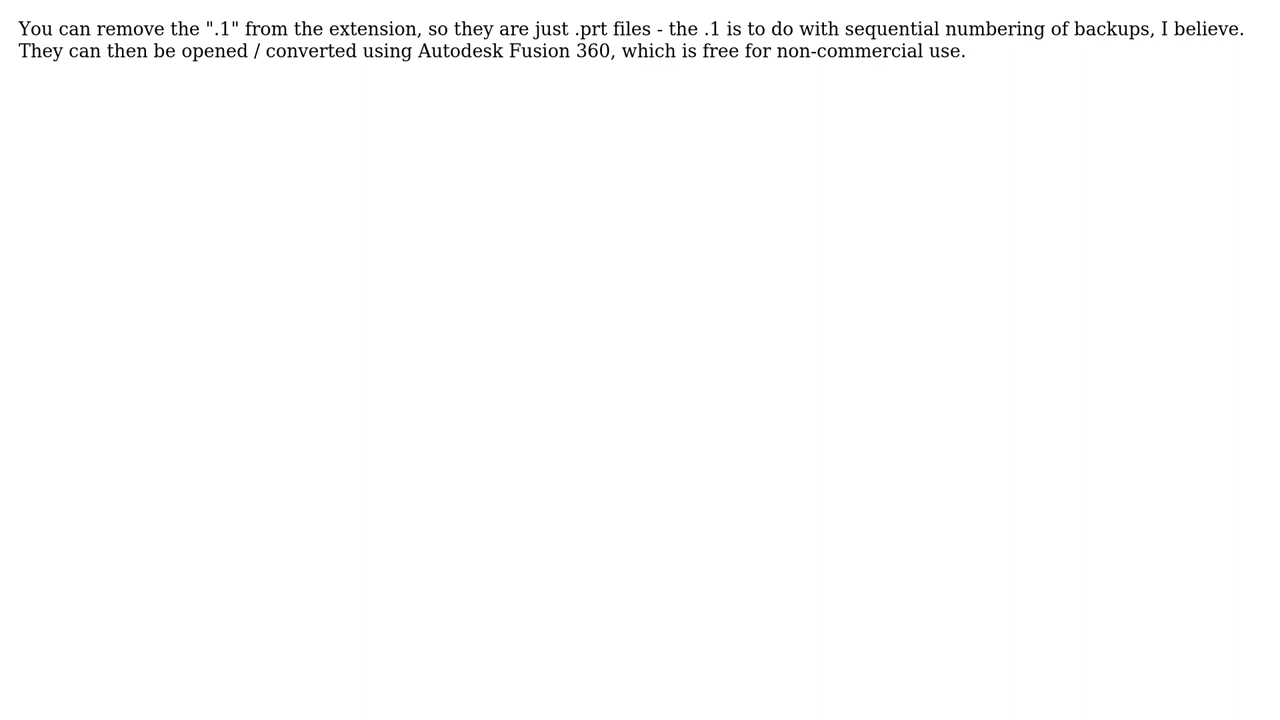 You can remove the ".1" from the extension, so they are just .prt files - the .1 is to do with sequential numbering of backups, I believe.
They can then be opened / converted using Autodesk Fusion 360, which is free for non-commercial use.